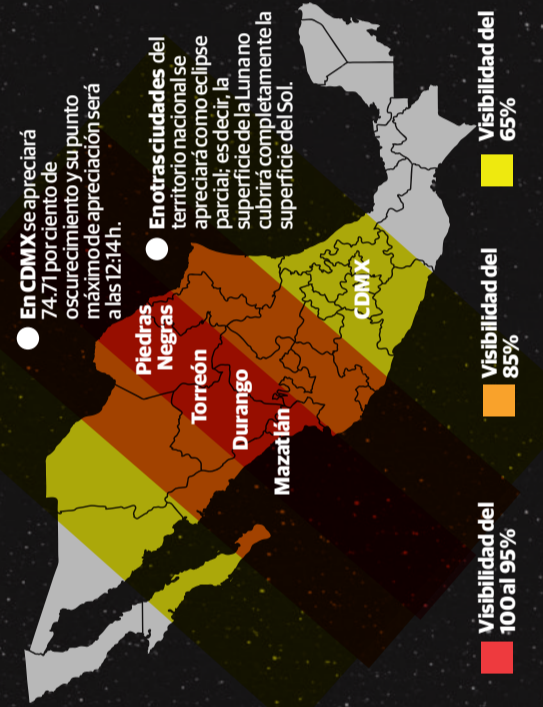 En CDMX se apreciará
74.71 por ciento de
oscurecimiento y su punto
máximo de apreciación será
a las 12:14 h.
En otras ciudades del
territorio nacional se
apreciará como eclipse
parcial; es decir, la
superficie de la Luna no
cubrirá completamente la
superficie del Sol.
Piedras
Negras
Torreón
Durango
Mazatlán
CDMX
Visibilidad del
100 al 95%
Visibilidad del
85%
Visibilidad del
65%